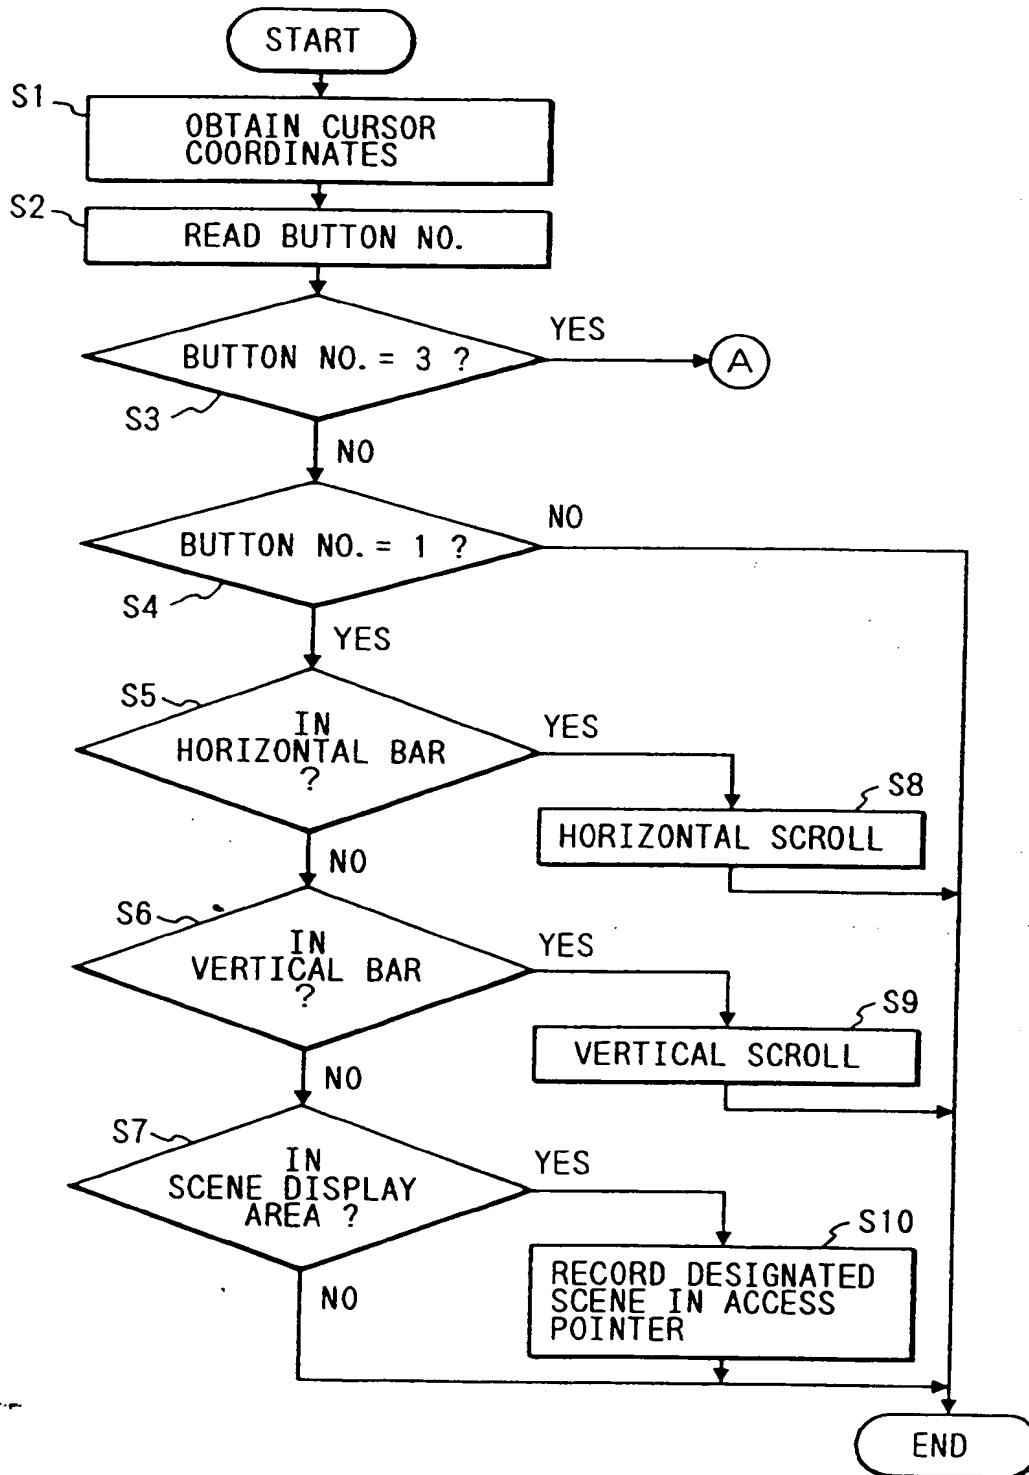 START
S1
OBTAIN CURSOR
COORDINATES
S2
READ BUTTON NO.
BUTTON NO. = 3 ?
YES
A
S3
NO
BUTTON NO. = 1 ?
NO
S4
YES
S5
IN
HORIZONTAL BAR
?
YES
S8
HORIZONTAL SCROLL
NO
S6
IN
VERTICAL BAR
?
YES
S9
VERTICAL SCROLL
NO
S7
IN
SCENE DISPLAY
AREA ?
YES
S10
RECORD DESIGNATED
SCENE IN ACCESS
POINTER
NO
END